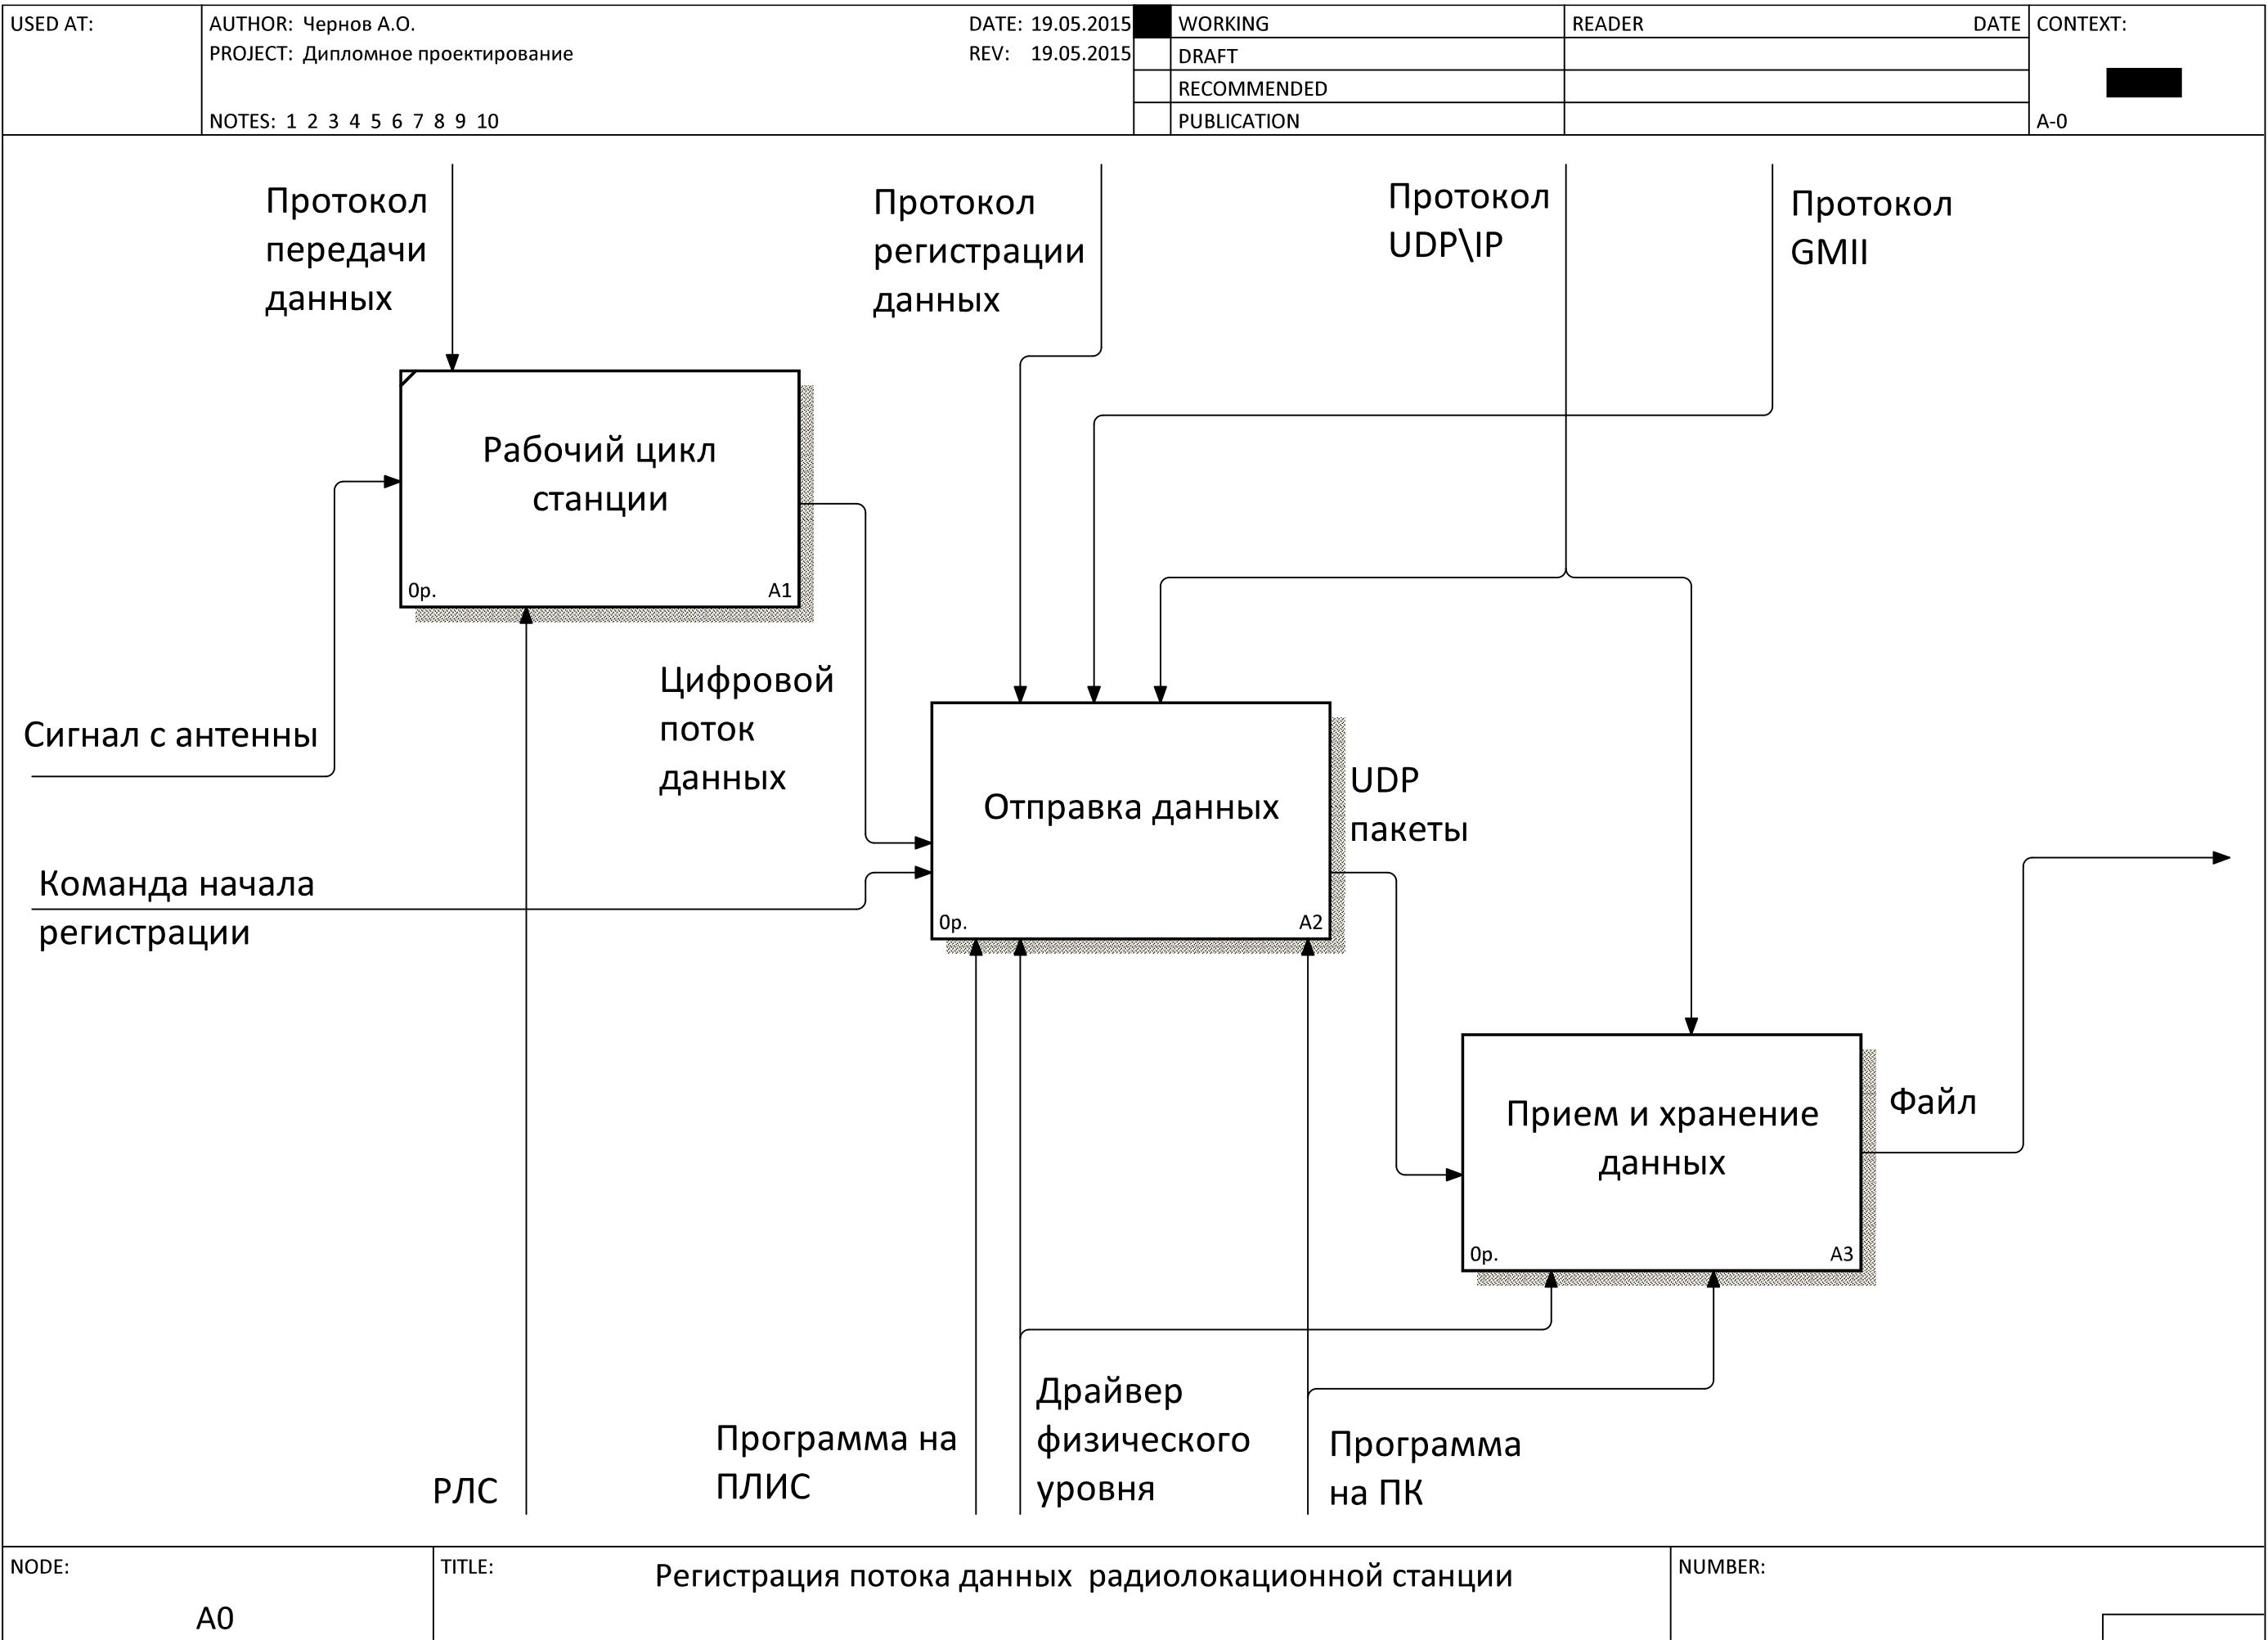 USED AT:
AUTHOR: Чернов А.О.
DATE: 19.05.2015
PROJECT: Дипломное проектирование
REV: 19.05.2015
NOTES: 1 2 3 4 5 6 7 8 9 10
WORKING
DRAFT
RECOMMENDED
PUBLICATION
READER
DATE
CONTEXT:
A-0
Протокол
передачи
данных
Протокол
регистрации
данных
Протокол
UDP\IP
Протокол
GMII
Рабочий цикл
станции
0р.
A1
Сигнал с антенны
Цифровой
поток
данных
Команда начала
регистрации
Отправка данных
0р.
A2
UDP
пакеты
Прием и хранение
данных
0р.
A3
Файл
РЛС
Программа на
ПЛИС
Драйвер
физического
уровня
Программа
на ПК
NODE:
A0
TITLE:
Регистрация потока данных радиолокационной станции
NUMBER: